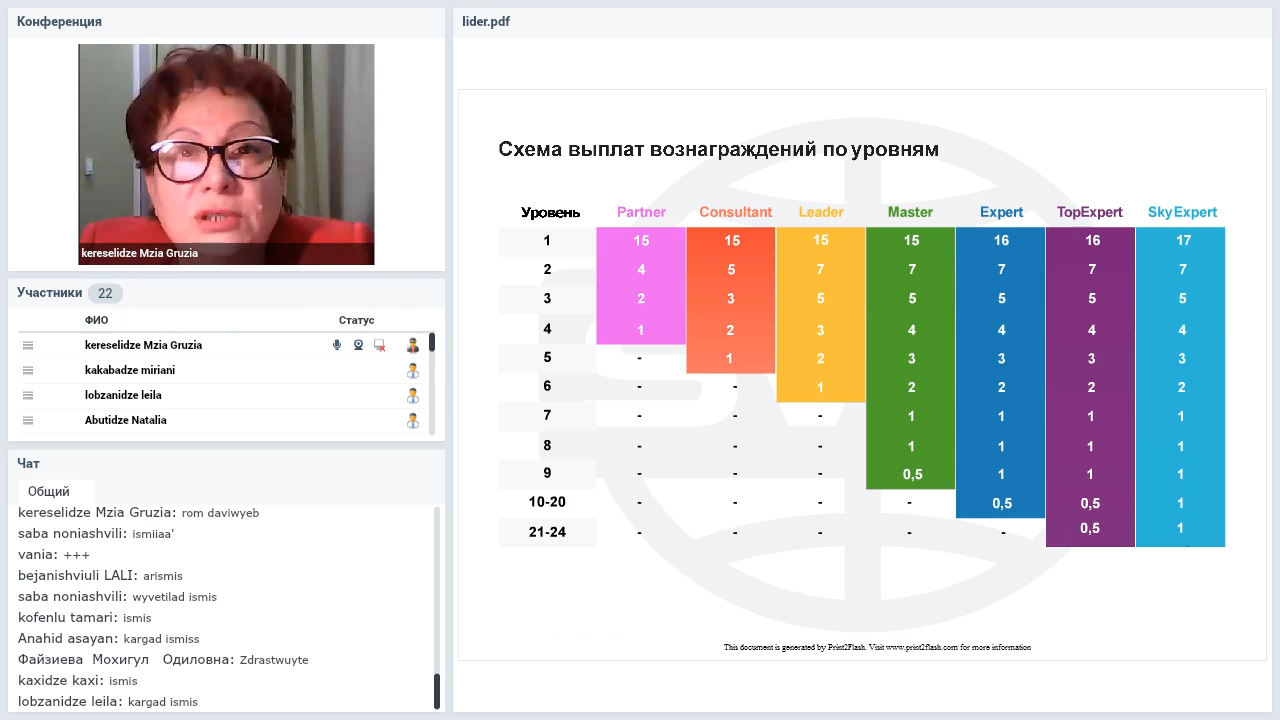 Конференция
kereselidze Mzia Gruzia
Участники 22
ФИО Статус
kereselidze Mzia Gruzia
kakabadze miriani
lobzanidze leila
Abutidze Natalia
Чат
Общий
kereselidze Mzia Gruzia: rom daviwyeb
saba noniashvili: ismiiaa'
vania: +++
bejanishviuli LALI: arismis
saba noniashvili: wyvetilad ismis
kofenlu tamari: ismis
Anahid asayan: kargad ismiss
Файзиева Мохигул Одиловна: Zdrastwuyte
kaxidze kaxi: ismis
lobzanidze leila: kargad ismis
lider.pdf
Схема выплат вознаграждений по уровням
Уровень Partner Consultant Leader Master Expert TopExpert SkyExpert
1 15 15 15 15 16 16 17
2 4 5 7 7 7 7 7
3 2 3 5 5 5 5 5
4 1 2 3 4 4 4 4
5 - 1 2 3 3 3 3
6 - - 1 2 2 2 2
7 - - - 1 1 1 1
8 - - - 1 1 1 1
9 - - - 0,5 1 1 1
10-20 - - - - 0,5 0,5 1
21-24 - - - - - 0,5 1
This document is generated by Print2Flash. Visit www.print2flash.com for more information